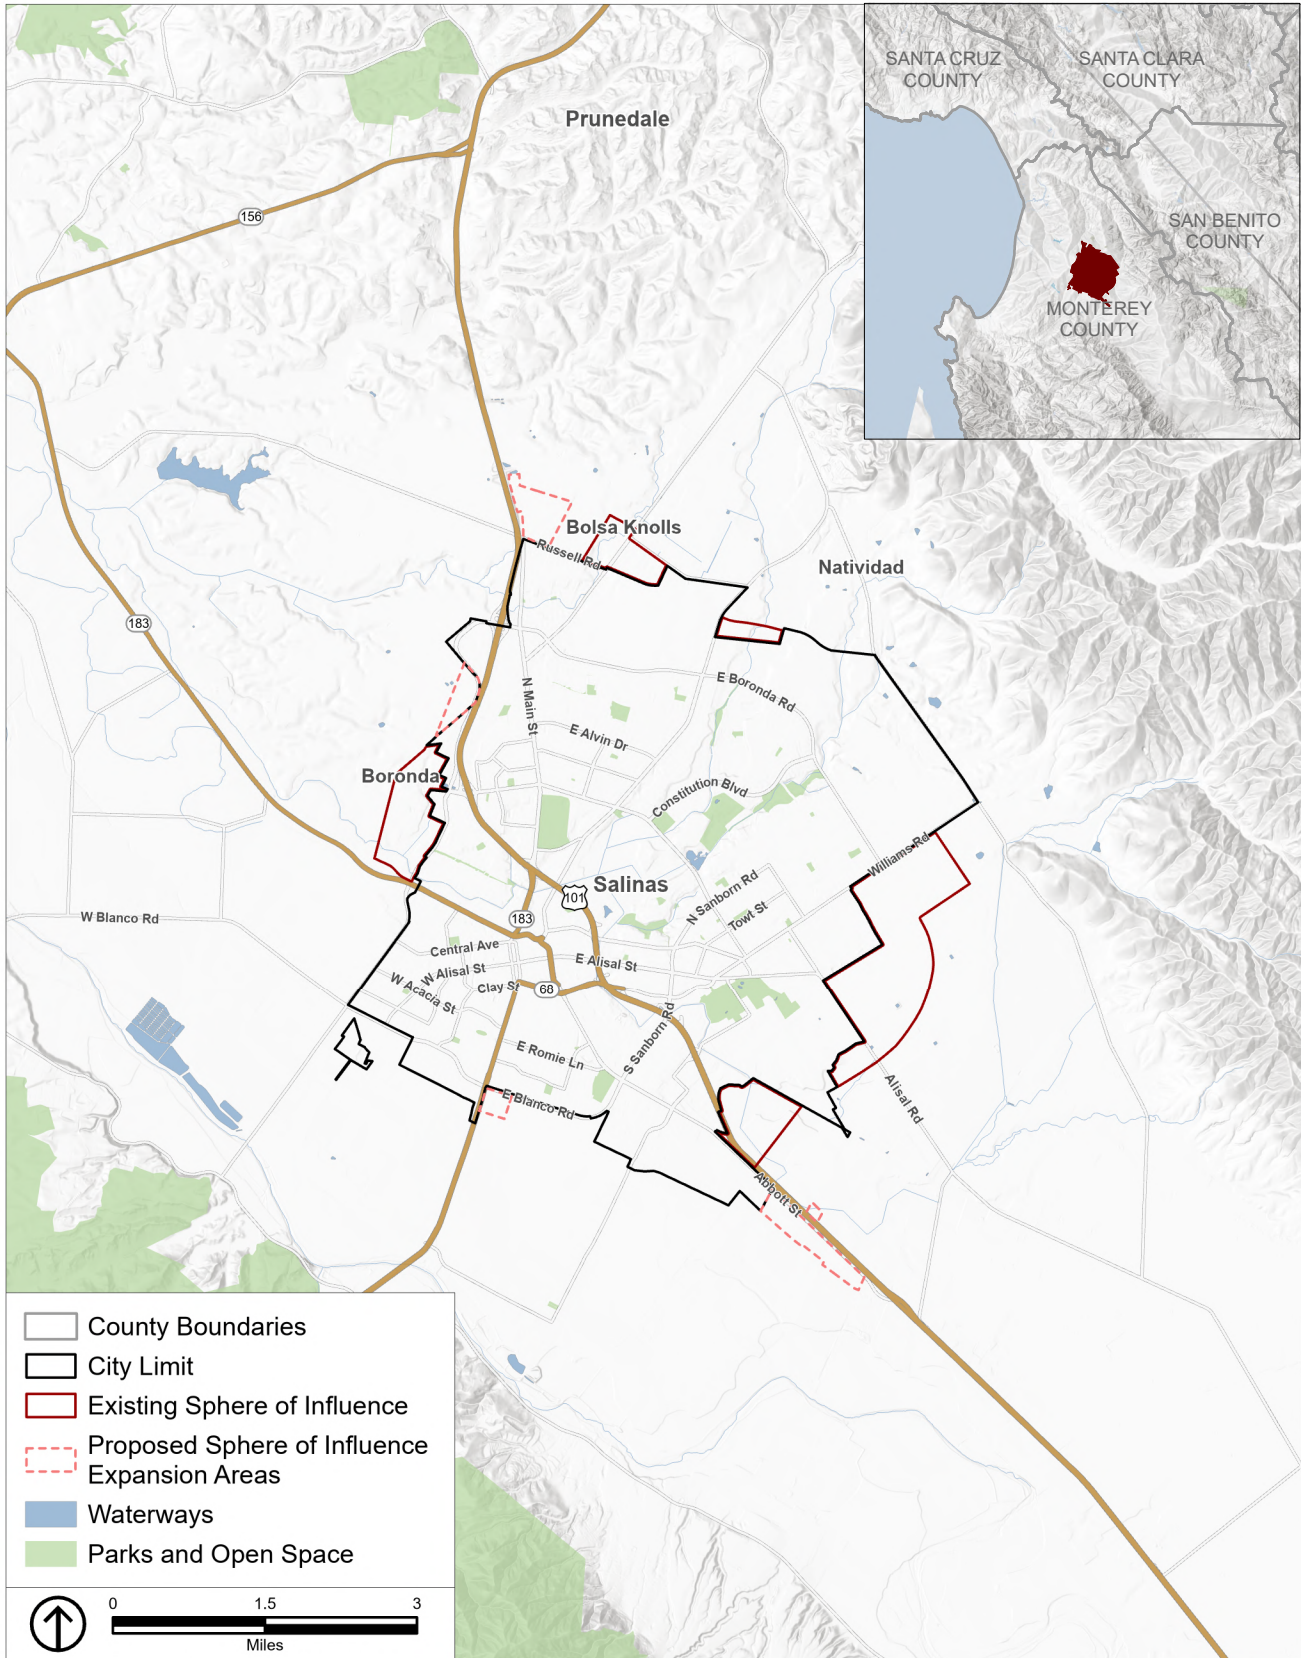 Prunedale
SANTA CRUZ
COUNTY
SANTA CLARA
COUNTY
SAN BENITO
COUNTY
MONTEREY
COUNTY
156
Bolsa Knolls
Russell Rd
Natividad
183
E Boronda Rd
N Main St
E Alvin Dr
Boronda
Constitution Blvd
Williams Rd
Salinas
101
N Sanborn Rd
W Blanco Rd
183
Towt St
Central Ave
W Alisal St
E Alisal St
W Acacia St
Clay St
68
S Sanborn Rd
E Romie Ln
E Blanco Rd
Alisal Rd
Abbott St
County Boundaries
City Limit
Existing Sphere of Influence
Proposed Sphere of Influence
Expansion Areas
Waterways
Parks and Open Space
0 1.5 3
Miles